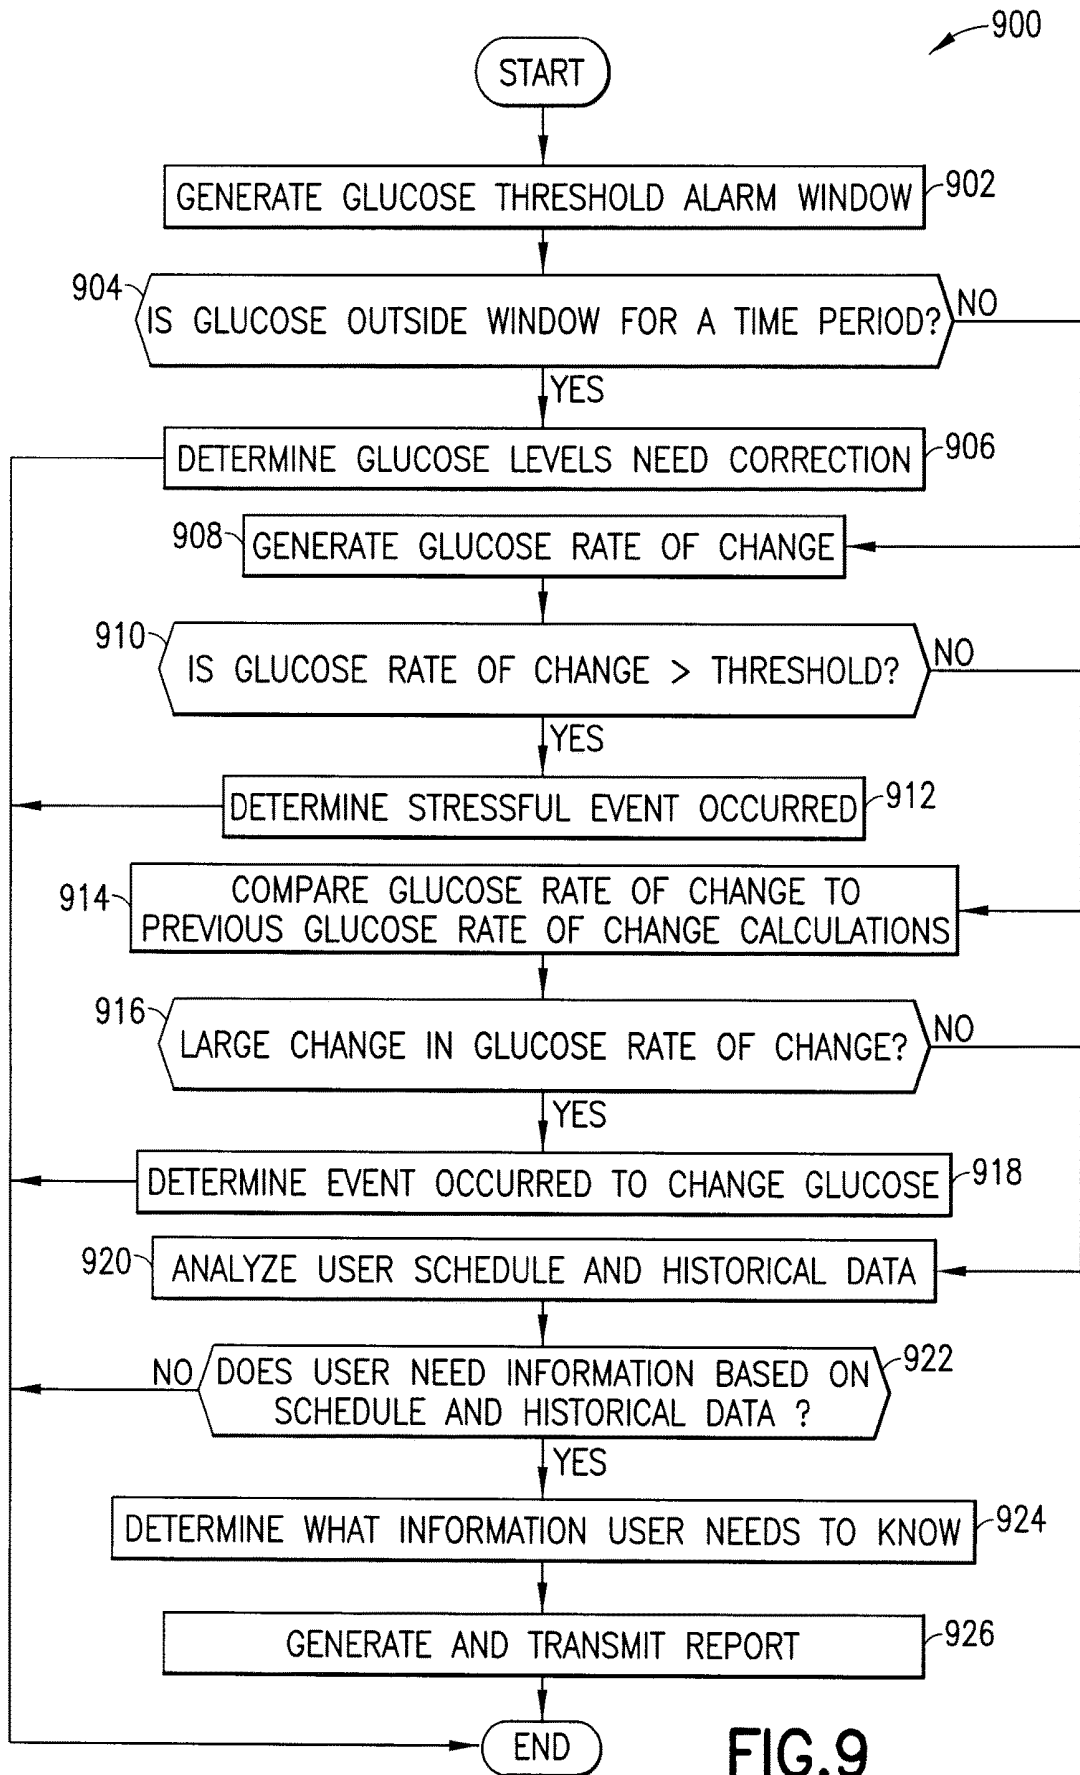 900
START
GENERATE GLUCOSE THRESHOLD ALARM WINDOW
902
904
IS GLUCOSE OUTSIDE WINDOW FOR A TIME PERIOD?
NO
YES
DETERMINE GLUCOSE LEVELS NEED CORRECTION
906
908
GENERATE GLUCOSE RATE OF CHANGE
910
IS GLUCOSE RATE OF CHANGE > THRESHOLD?
NO
YES
DETERMINE STRESSFUL EVENT OCCURRED
912
914
COMPARE GLUCOSE RATE OF CHANGE TO
PREVIOUS GLUCOSE RATE OF CHANGE CALCULATIONS
916
LARGE CHANGE IN GLUCOSE RATE OF CHANGE?
NO
YES
DETERMINE EVENT OCCURRED TO CHANGE GLUCOSE
918
920
ANALYZE USER SCHEDULE AND HISTORICAL DATA
NO
DOES USER NEED INFORMATION BASED ON
SCHEDULE AND HISTORICAL DATA ?
922
YES
DETERMINE WHAT INFORMATION USER NEEDS TO KNOW
924
GENERATE AND TRANSMIT REPORT
926
END
FIG.9